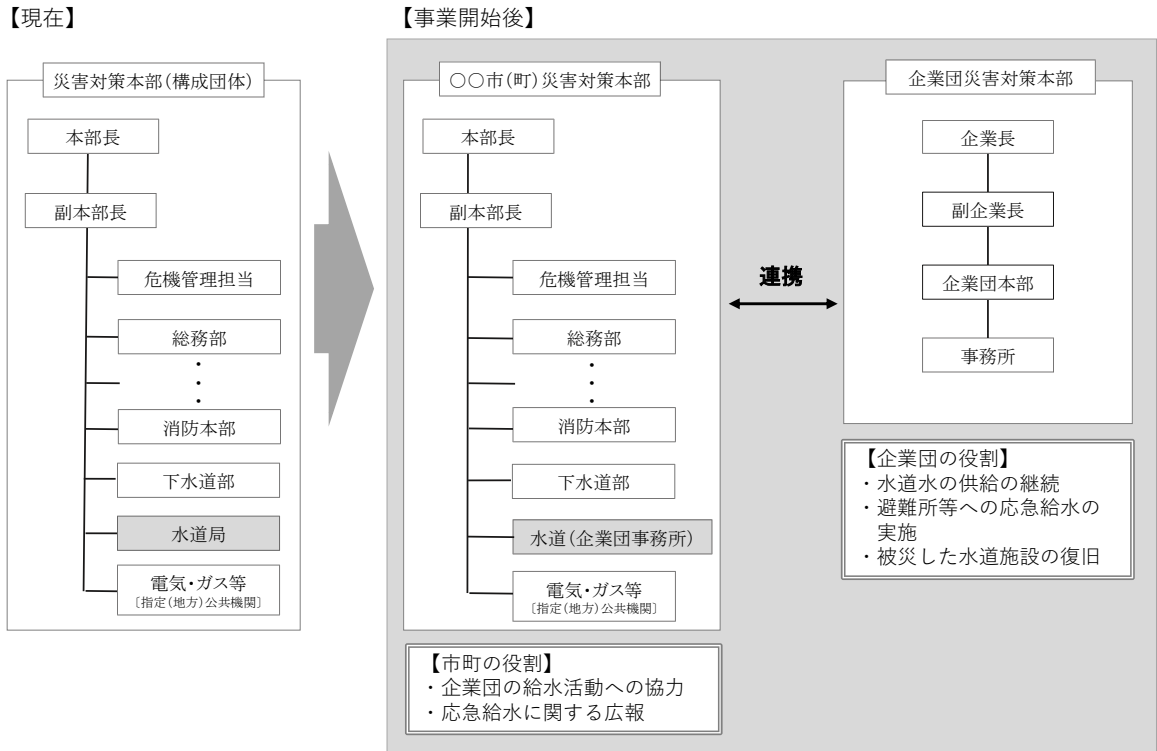 【現在】
災害対策本部(構成団体)
本部長
副本部長
危機管理担当
総務部
・
・
・
消防本部
下水道部
水道局
電気・ガス等
〔指定(地方)公共機関〕
【事業開始後】
○○市(町)災害対策本部
本部長
副本部長
危機管理担当
総務部
・
・
・
消防本部
下水道部
水道(企業団事務所)
電気・ガス等
〔指定(地方)公共機関〕
【市町の役割】
・企業団の給水活動への協力
・応急給水に関する広報
連携
企業団災害対策本部
企業長
副企業長
企業団本部
事務所
【企業団の役割】
・水道水の供給の継続
・避難所等への応急給水の
実施
・被災した水道施設の復旧